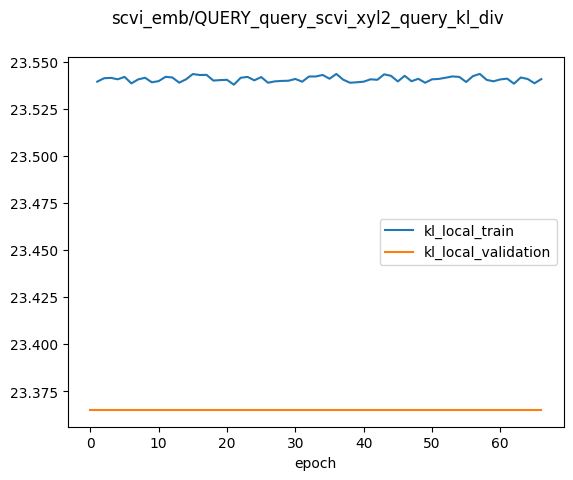 scvi_emb/QUERY_query_scvi_xyl2_query_kl_div
23.550
23.525
23.500
23.475
23.450
23.425
23.400
23.375
kl_local_train
kl_local_validation
0 10 20 30 40 50 60
epoch